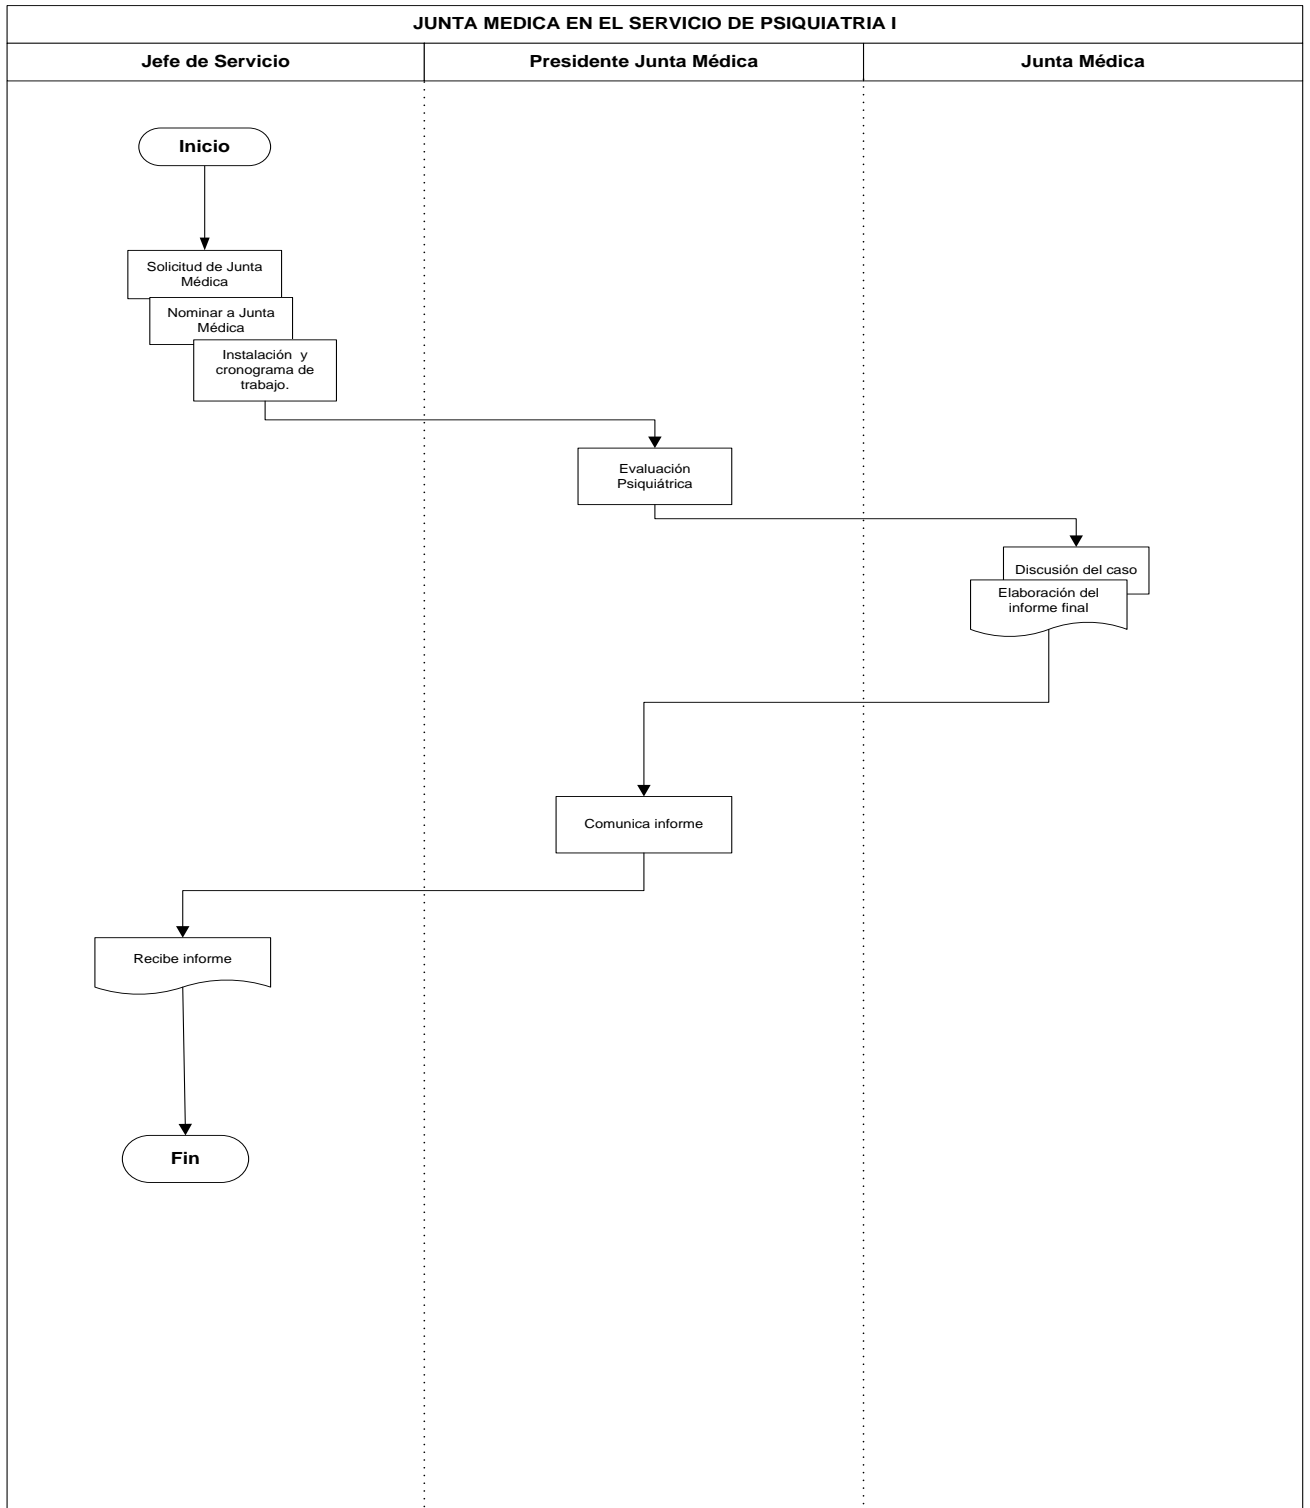 JUNTA MEDICA EN EL SERVICIO DE PSIQUIATRIA I
Jefe de Servicio
Presidente Junta Médica
Junta Médica
Inicio
Solicitud de Junta
Médica
Nominar a Junta
Médica
Instalación y
cronograma de
trabajo.
Evaluación
Psiquiátrica
Discusión del caso
Elaboración del
informe final
Comunica informe
Recibe informe
Fin